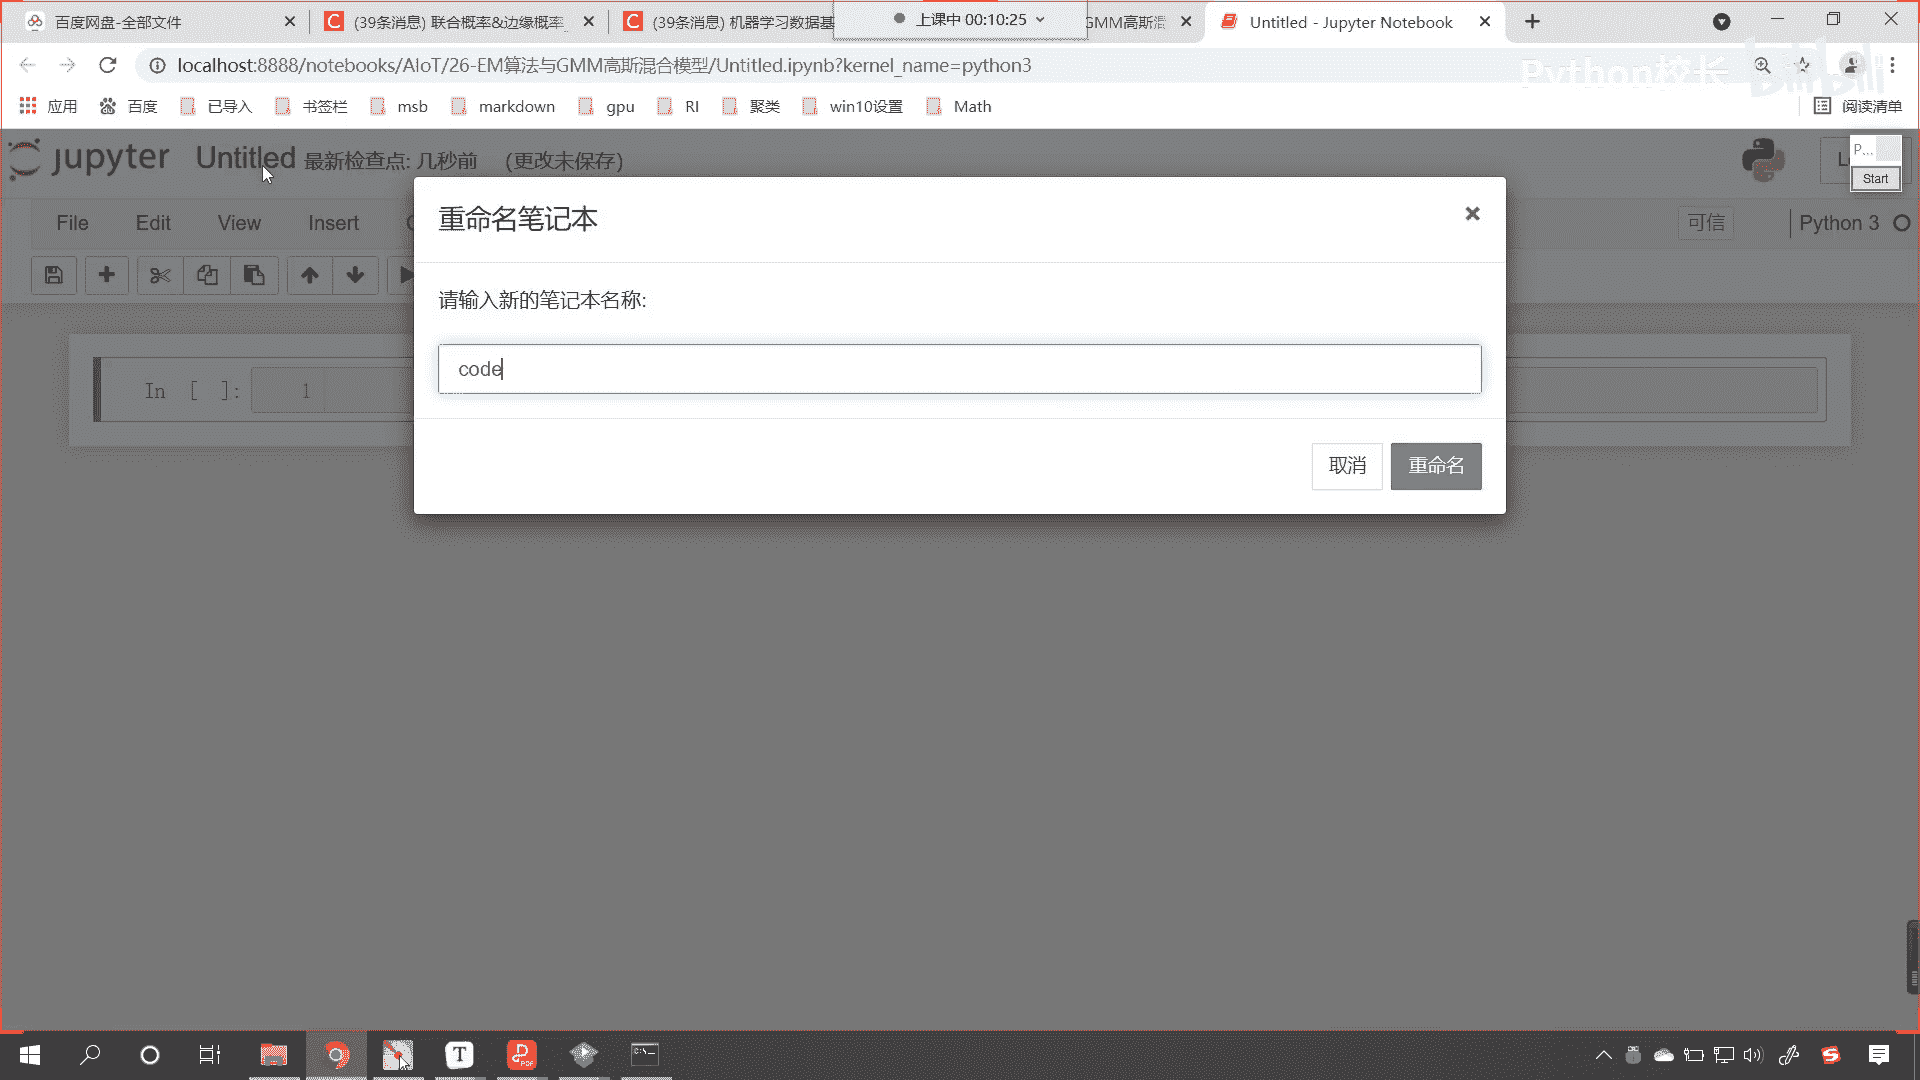 百度网盘-全部文件
(39条消息) 联合概率&边缘概率_
(39条消息) 机器学习数据基
上课中 00:10:25
GMM高斯混
Untitled - Jupyter Notebook
localhost:8888/notebooks/AIoT/26-EM算法与GMM高斯混合模型/Untitled.ipynb?kernel_name=python3
Python校长
bilibili
应用
百度
已导入
书签栏
msb
markdown
gpu
RI
聚类
win10设置
Math
阅读清单
jupyter
Untitled
最新检查点: 几秒前
(更改未保存)
P...
Start
重命名笔记本
File
Edit
View
Insert
可信
Python 3
请输入新的笔记本名称:
code
In [ ]:
1
取消
重命名